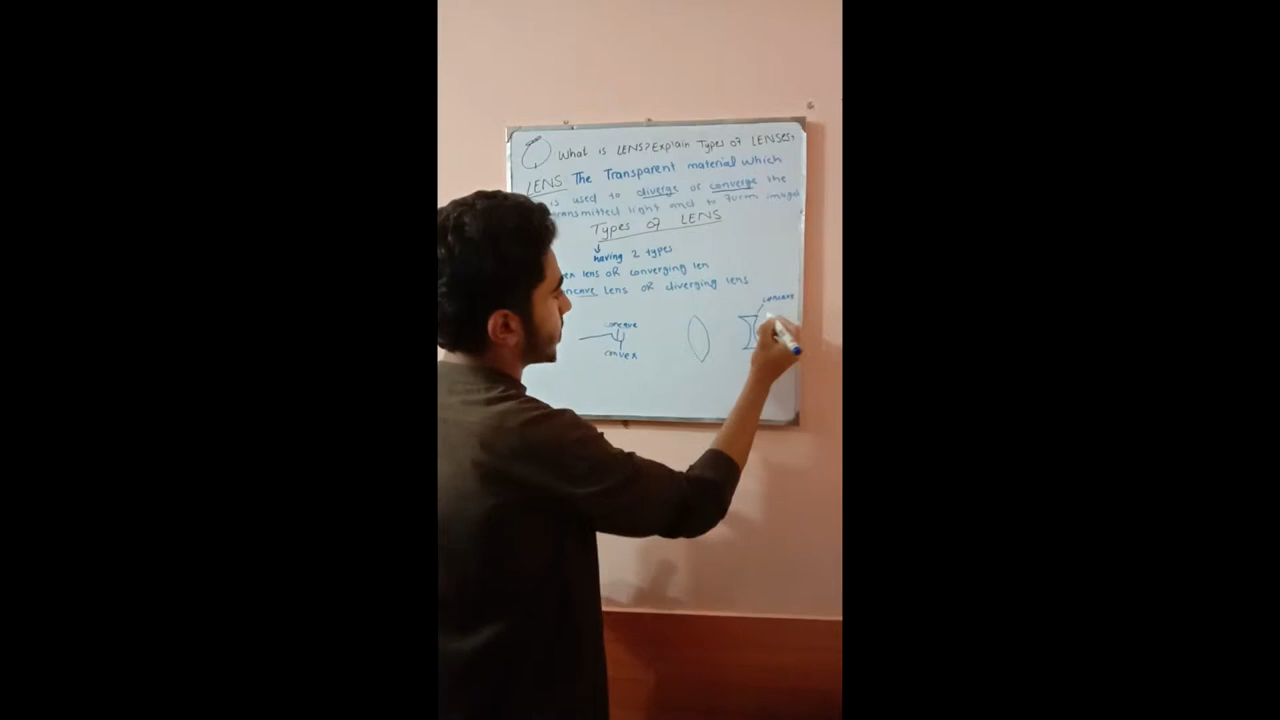 What is LENS? Explain Types of LENSES.
LENS The Transparent material which
is used to diverge or converge the
transmitted light and to form images
Types of LENS
having 2 types
lens or converging len
lens or diverging lens
concave
concave
convex